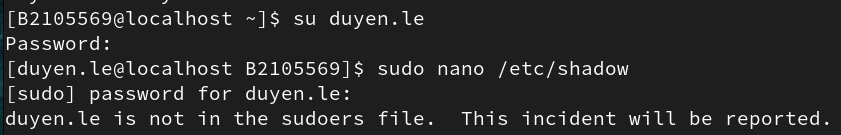 [B2105569@localhost ~]$ su duyen.le
Password:
[duyen.le@localhost B2105569]$ sudo nano /etc/shadow
[sudo] password for duyen.le:
duyen.le is not in the sudoers file.  This incident will be reported.